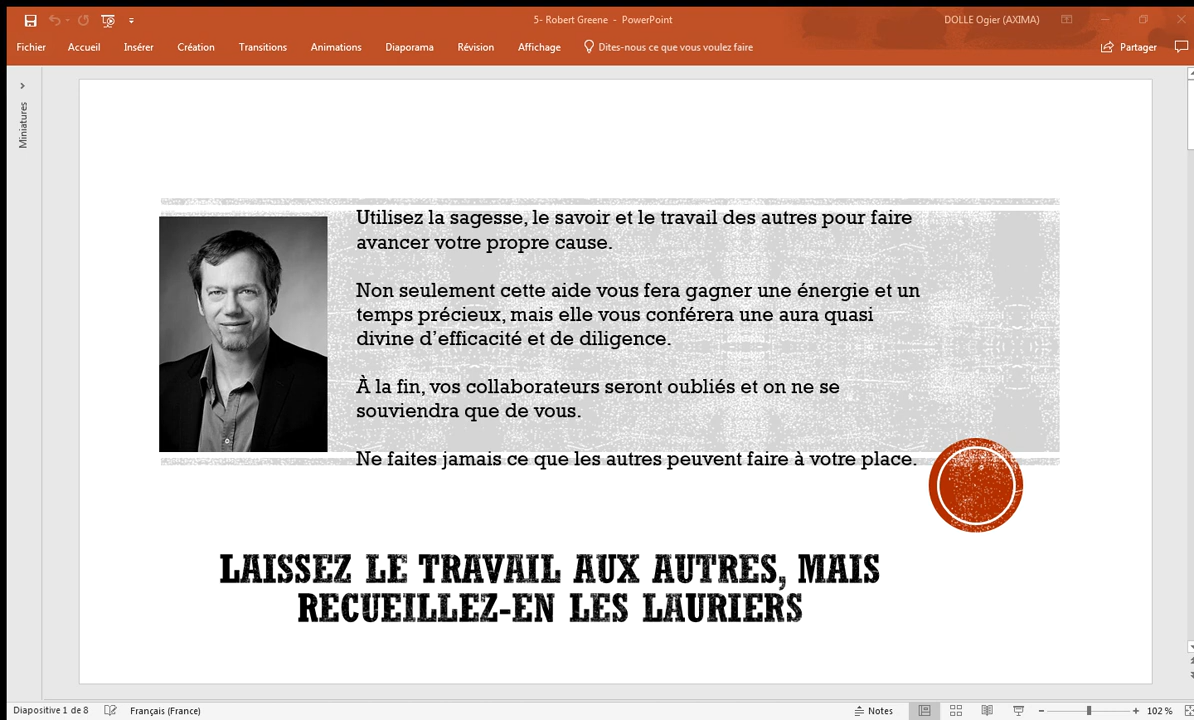 5- Robert Greene - PowerPoint
DOLLE Ogier (AXIMA)
Fichier Accueil Insérer Création Transitions Animations Diaporama Révision Affichage Dites-nous ce que vous voulez faire Partager
Miniatures
Utilisez la sagesse, le savoir et le travail des autres pour faire
avancer votre propre cause.
Non seulement cette aide vous fera gagner une énergie et un
temps précieux, mais elle vous conférera une aura quasi
divine d’efficacité et de diligence.
À la fin, vos collaborateurs seront oubliés et on ne se
souviendra que de vous.
Ne faites jamais ce que les autres peuvent faire à votre place.
LAISSEZ LE TRAVAIL AUX AUTRES, MAIS
RECUEILLEZ-EN LES LAURIERS
Diapositive 1 de 8 Français (France) Notes 102 %